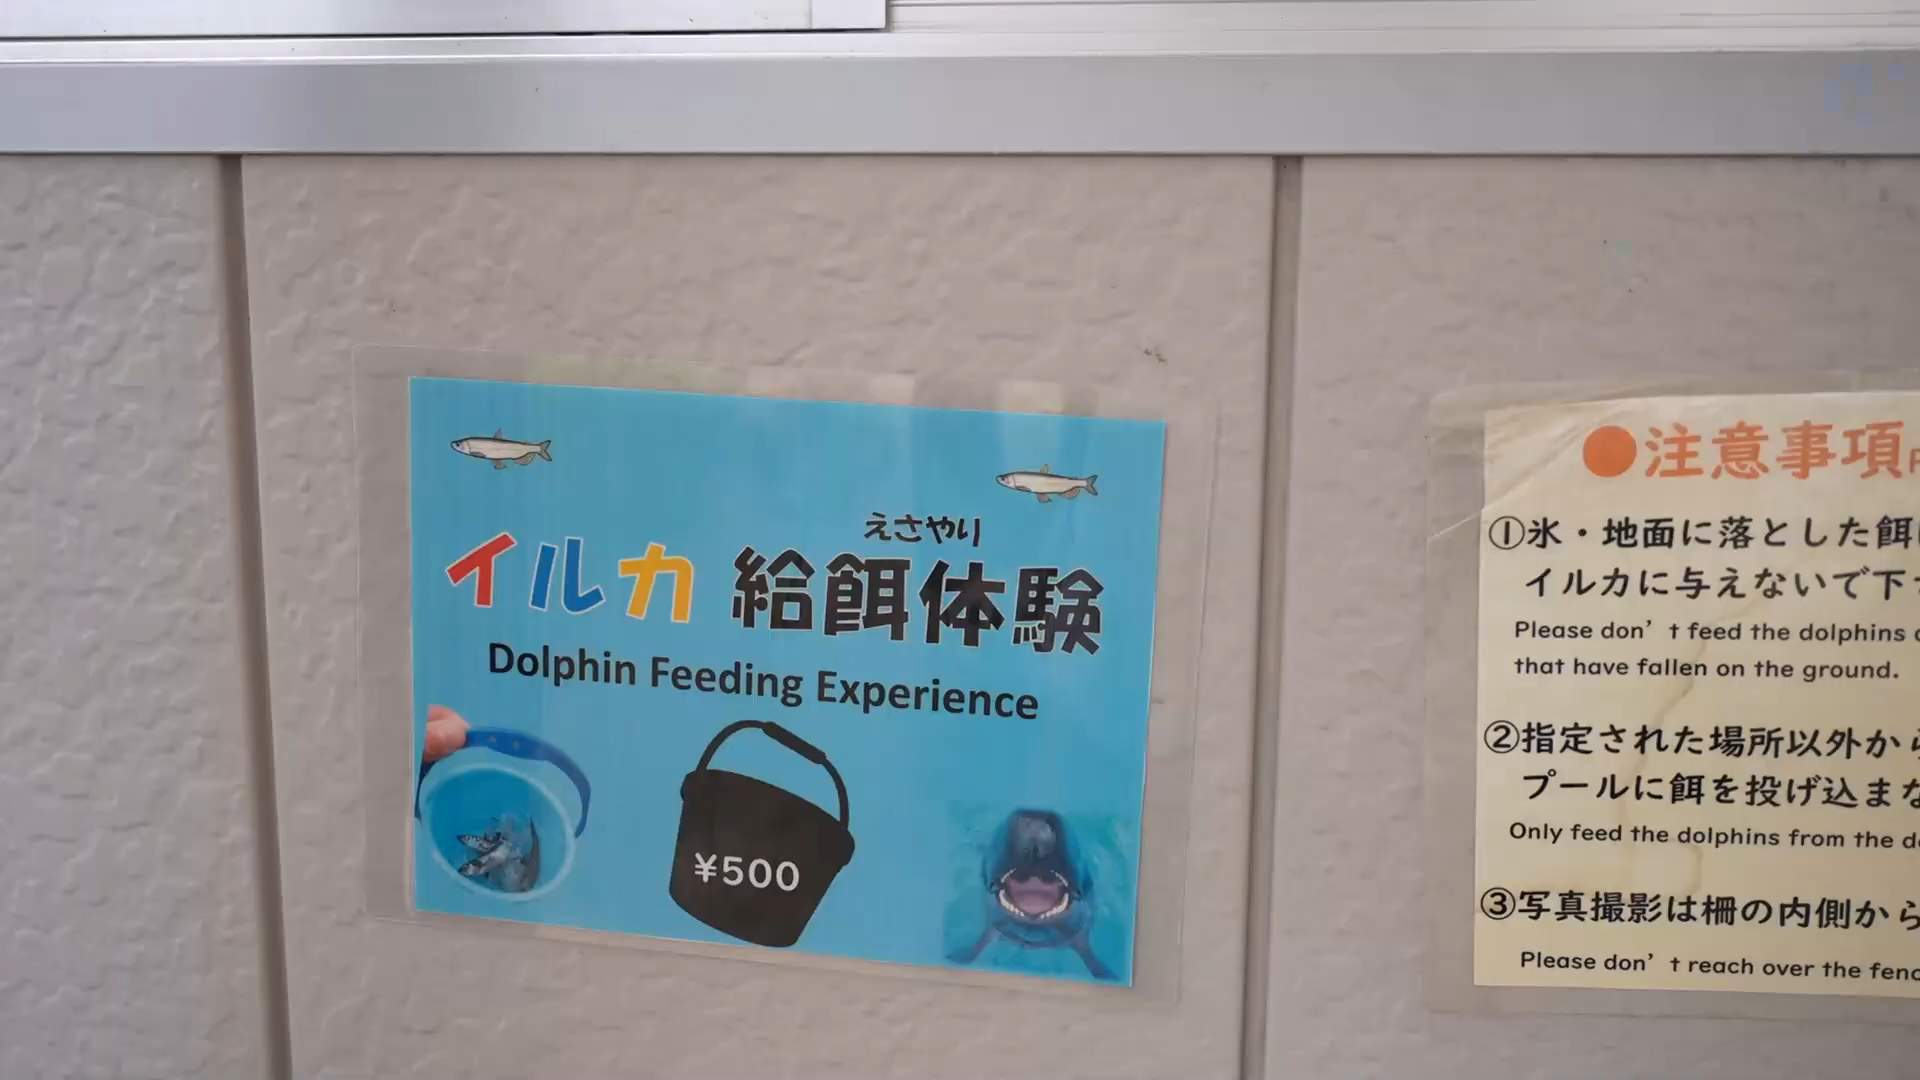 えさやり
イルカ 給餌体験
Dolphin Feeding Experience
¥500
●注意事項
①氷・地面に落とした餌
イルカに与えないで下
Please don't feed the dolphins
that have fallen on the ground.
②指定された場所以外か
プールに餌を投げ込ま
Only feed the dolphins from the
③写真撮影は柵の内側か
Please don't reach over the